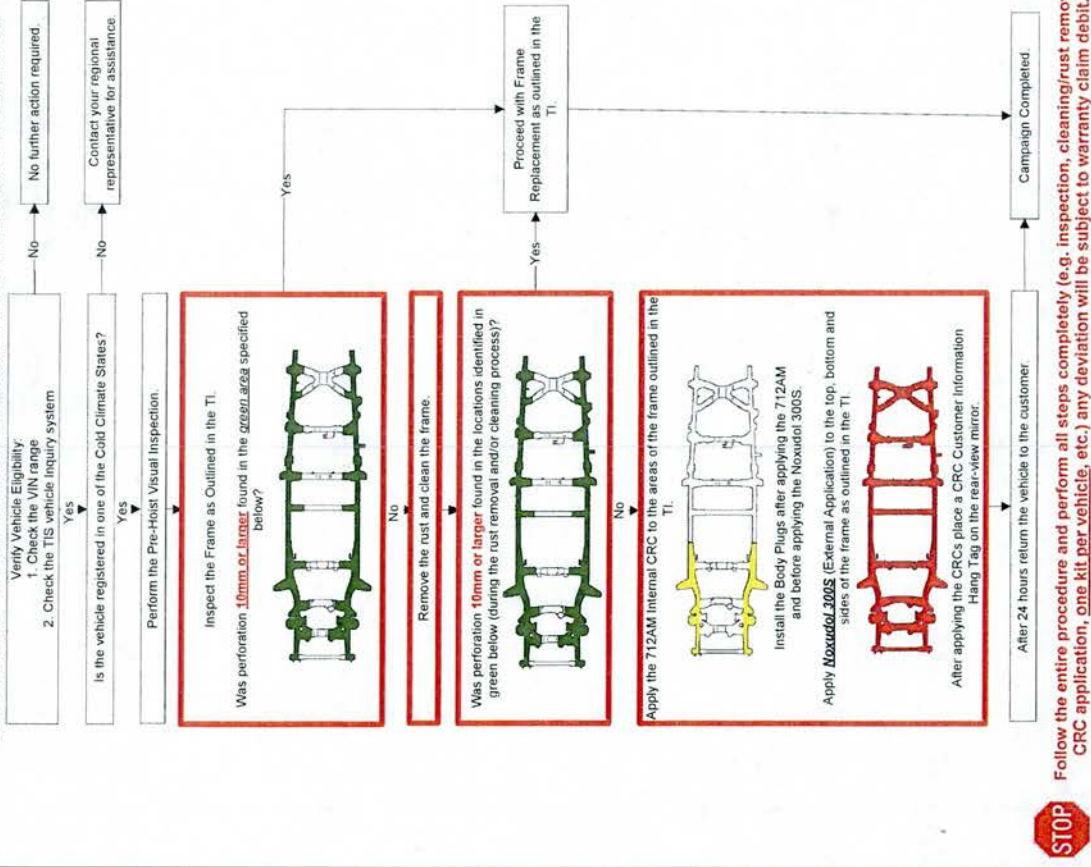 Verify Vehicle Eligibility:
1. Check the VIN range
2. Check the TIS vehicle Inquiry system
No
No further action required.
Yes
Is the vehicle registered in one of the Cold Climate States?
No
Contact your regional
representative for assistance.
Yes
Perform the Pre-Hoist Visual Inspection.
Inspect the Frame as Outlined in the TI.
Was perforation 10mm or larger found in the green area specified
below?
Yes
No
Remove the rust and clean the frame.
Was perforation 10mm or larger found in the locations identified in
green below (during the rust removal and/or cleaning process)?
Yes
Proceed with Frame
Replacement as outlined in the
TI.
No
Apply the 712AM Internal CRC to the areas of the frame outlined in the
TI.
Install the Body Plugs after applying the 712AM
and before applying the Noxudol 300S.
Apply Noxudol 300S (External Application) to the top, bottom and
sides of the frame as outlined in the TI.
After applying the CRCs place a CRC Customer Information
Hang Tag on the rear-view mirror.
After 24 hours return the vehicle to the customer.
Campaign Completed.
STOP
Follow the entire procedure and perform all steps completely (e.g. inspection, cleaning/rust remo
CRC application, one kit per vehicle, etc.) any deviation will be subject to warranty claim debit.